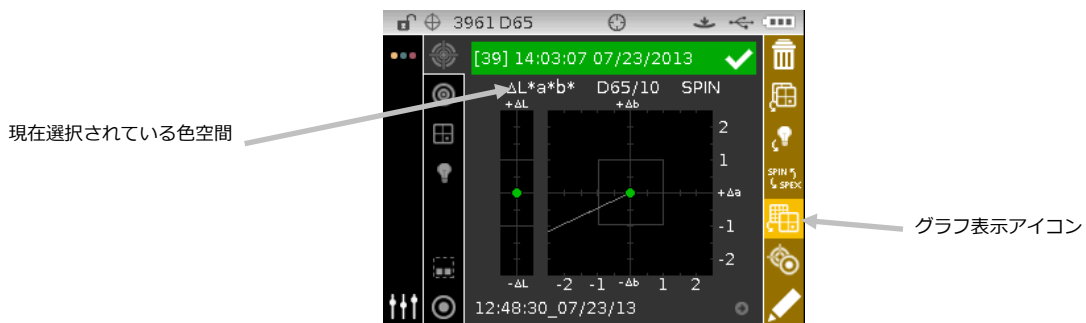 3961 D65
[39] 14:03:07 07/23/2013
ΔL*a*b* D65/10 SPIN
+ΔL +Δb
現在選択されている色空間
2
1
SPIN
SPEX
+Δa
グラフ表示アイコン
-1
-2
-ΔL -2 -1 -Δb 1 2
12:48:30_07/23/13